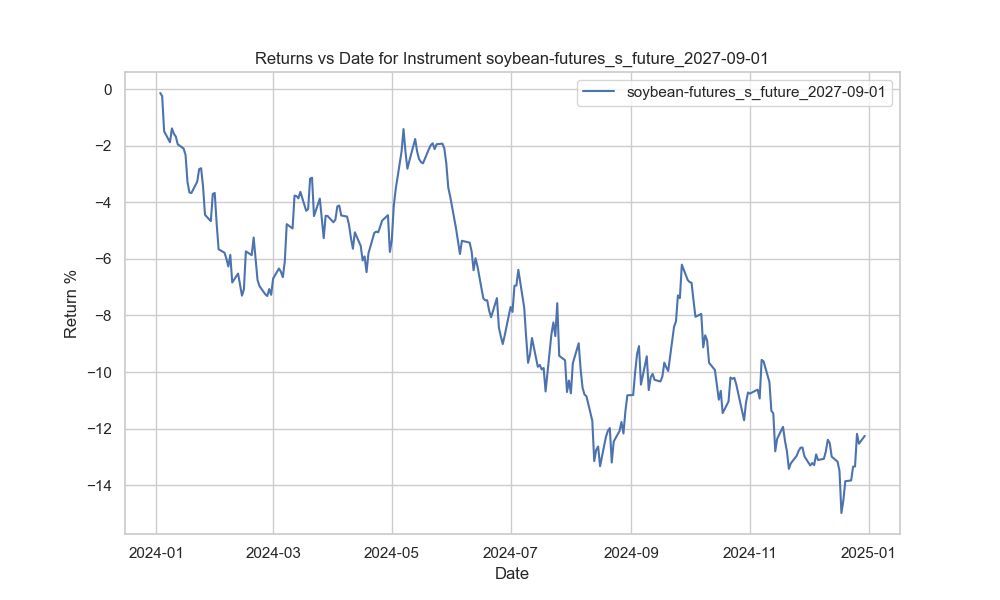 Returns vs Date for Instrument soybean-futures_s_future_2027-09-01
soybean-futures_s_future_2027-09-01
Return %
0
−2
−4
−6
−8
−10
−12
−14
2024-01 2024-03 2024-05 2024-07 2024-09 2024-11 2025-01
Date